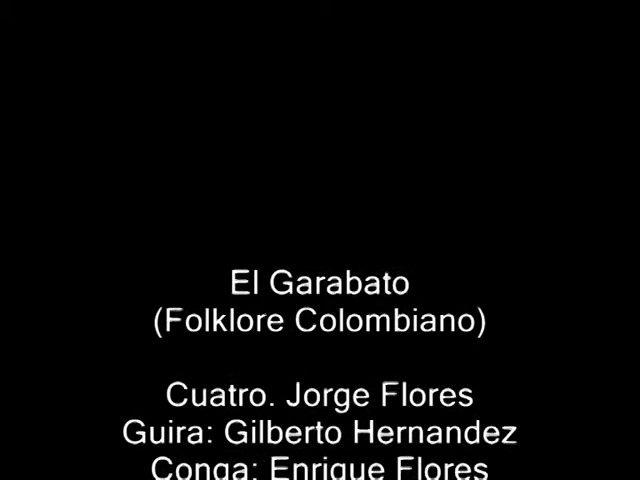 El Garabato
(Folklore Colombiano)
Cuatro. Jorge Flores
Guira: Gilberto Hernandez
Conga: Enrique Flores